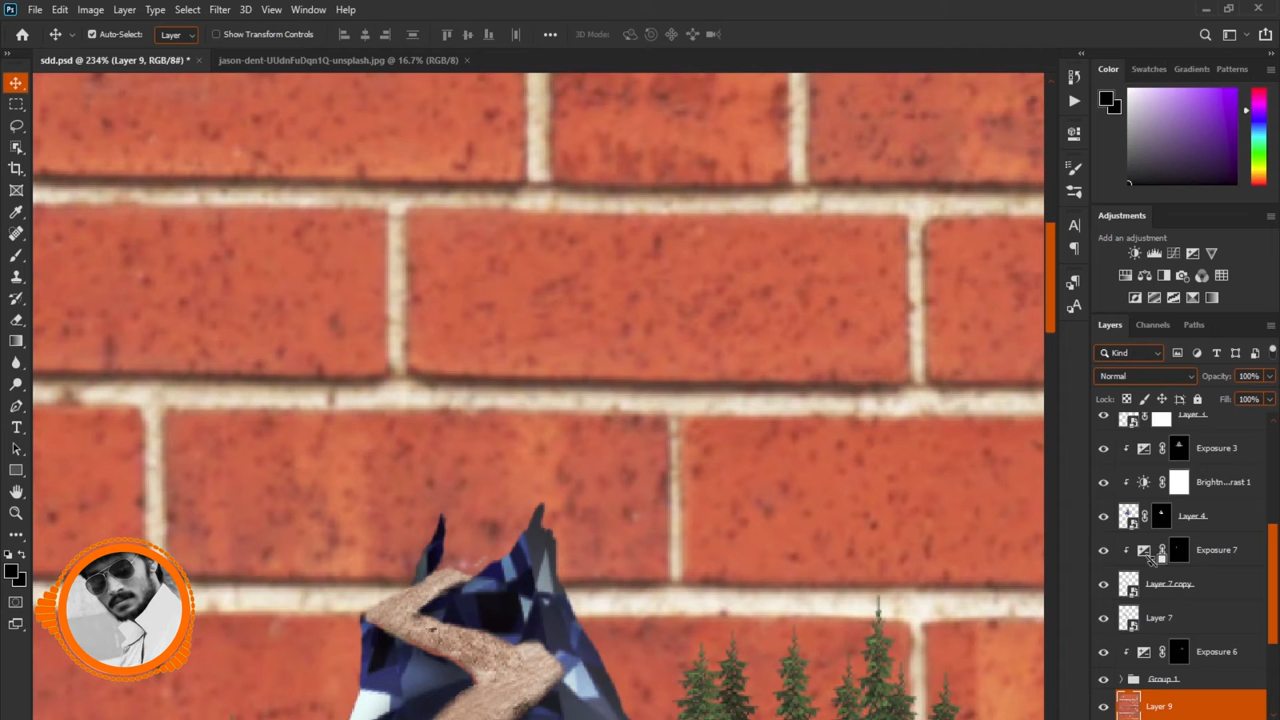 Ps File Edit Image Layer Type Select Filter 3D View Window Help
Auto-Select: Layer Show Transform Controls 3D Mode:
sdd.psd @ 234% (Layer 9, RGB/8#) * jason-dent-UUdnFuDqn1Q-unsplash.jpg @ 16.7% (RGB/8)
Color Swatches Gradients Patterns
Adjustments
Add an adjustment
Layers Channels Paths
Kind
Normal Opacity: 100%
Lock: Fill: 100%
Layer 1
Exposure 3
Brightn...rast 1
Layer 4
Exposure 7
Layer 7 copy
Layer 7
Exposure 6
Group 1
Layer 9